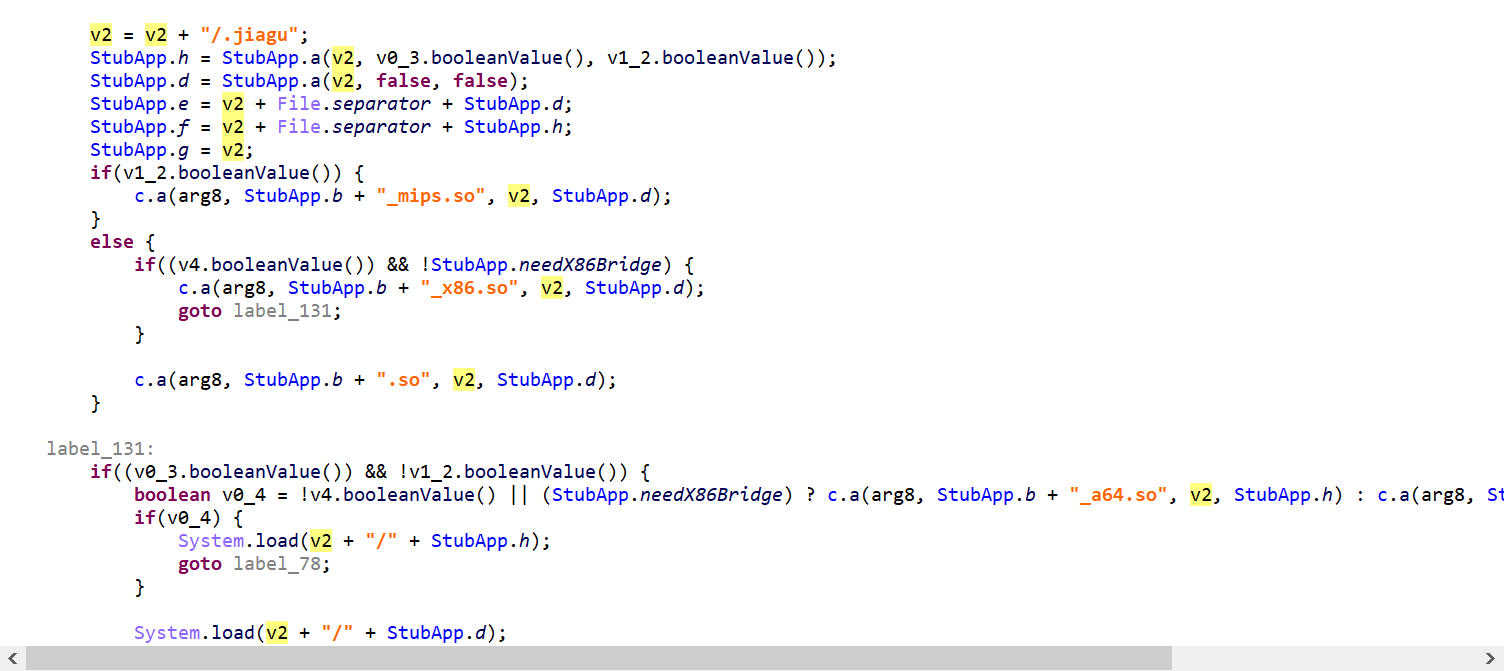 v2 = v2 + "/.jiagu";
StubApp.h = StubApp.a(v2, v0_3.booleanValue(), v1_2.booleanValue());
StubApp.d = StubApp.a(v2, false, false);
StubApp.e = v2 + File.separator + StubApp.d;
StubApp.f = v2 + File.separator + StubApp.h;
StubApp.g = v2;
if(v1_2.booleanValue()) {
c.a(arg8, StubApp.b + "_mips.so", v2, StubApp.d);
}
else {
if((v4.booleanValue()) && !StubApp.needX86Bridge) {
c.a(arg8, StubApp.b + "_x86.so", v2, StubApp.d);
goto label_131;
}
c.a(arg8, StubApp.b + ".so", v2, StubApp.d);
}
label_131:
if((v0_3.booleanValue()) && !v1_2.booleanValue()) {
boolean v0_4 = !v4.booleanValue() || (StubApp.needX86Bridge) ? c.a(arg8, StubApp.b + "_a64.so", v2, StubApp.h) : c.a(arg8, St
if(v0_4) {
System.load(v2 + "/" + StubApp.h);
goto label_78;
}
System.load(v2 + "/" + StubApp.d);